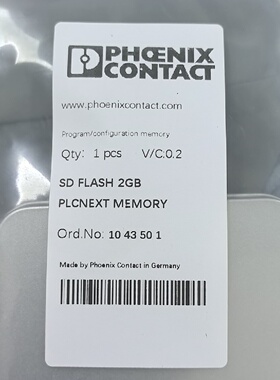 PHŒNIX
CONTACT
www.phoenixcontact.com
Program/configuration memory
Qty: 1 pcs V/C:0.2
SD FLASH 2GB
PLCNEXT MEMORY
Ord.No: 10 43 50 1
Made by Phoenix Contact in Germany